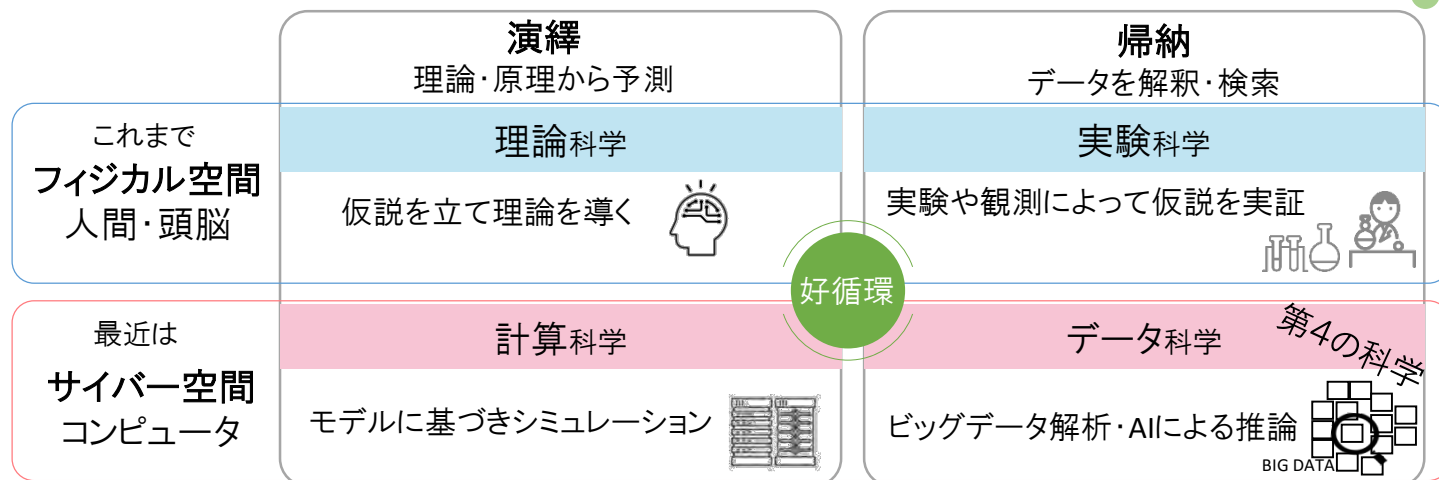 演繹
理論・原理から予測
帰納
データを解釈・検索
これまで
フィジカル空間
人間・頭脳
理論科学
仮説を立て理論を導く
実験科学
実験や観測によって仮説を実証
好循環
最近は
サイバー空間
コンピュータ
計算科学
モデルに基づきシミュレーション
データ科学
第4の科学
ビッグデータ解析・AIによる推論
BIG DATA